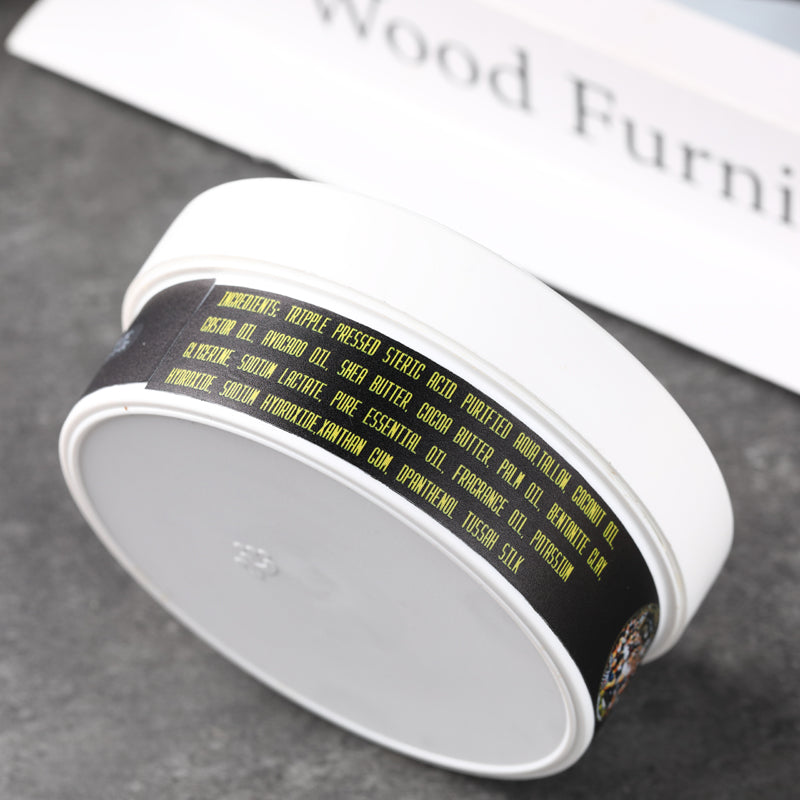 Wood Furni
INGREDIENTS: TRIPPLE PRESSED STERIC ACID, PURIFIED AQUA,TALLOW, COCONUT OIL,
CASTOR OIL, AVOCADO OIL, SHEA BUTTER, COCOA BUTTER, PALM OIL, BENTONITE CLAY,
GLYCERINE, SODIUM LACTATE, PURE ESSENTIAL OIL, FRAGRANCE OIL, POTASSIUM
HYDROXIDE, SODIUM HYDROXIDE,XANTHAN GUM, DPANTHENOL TUSSAH SILK